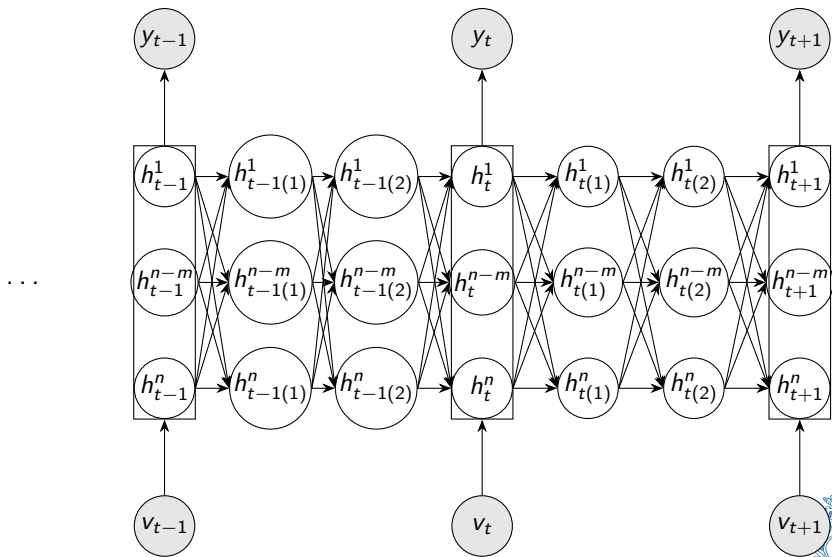 y_{t−1} y_t y_{t+1}
h^1_{t−1} h^1_{t−1(1)} h^1_{t−1(2)} h^1_t h^1_{t(1)} h^1_{t(2)} h^1_{t+1}
... h^{n−m}_{t−1} h^{n−m}_{t−1(1)} h^{n−m}_{t−1(2)} h^{n−m}_t h^{n−m}_{t(1)} h^{n−m}_{t(2)} h^{n−m}_{t+1}
h^n_{t−1} h^n_{t−1(1)} h^n_{t−1(2)} h^n_t h^n_{t(1)} h^n_{t(2)} h^n_{t+1}
v_{t−1} v_t v_{t+1}